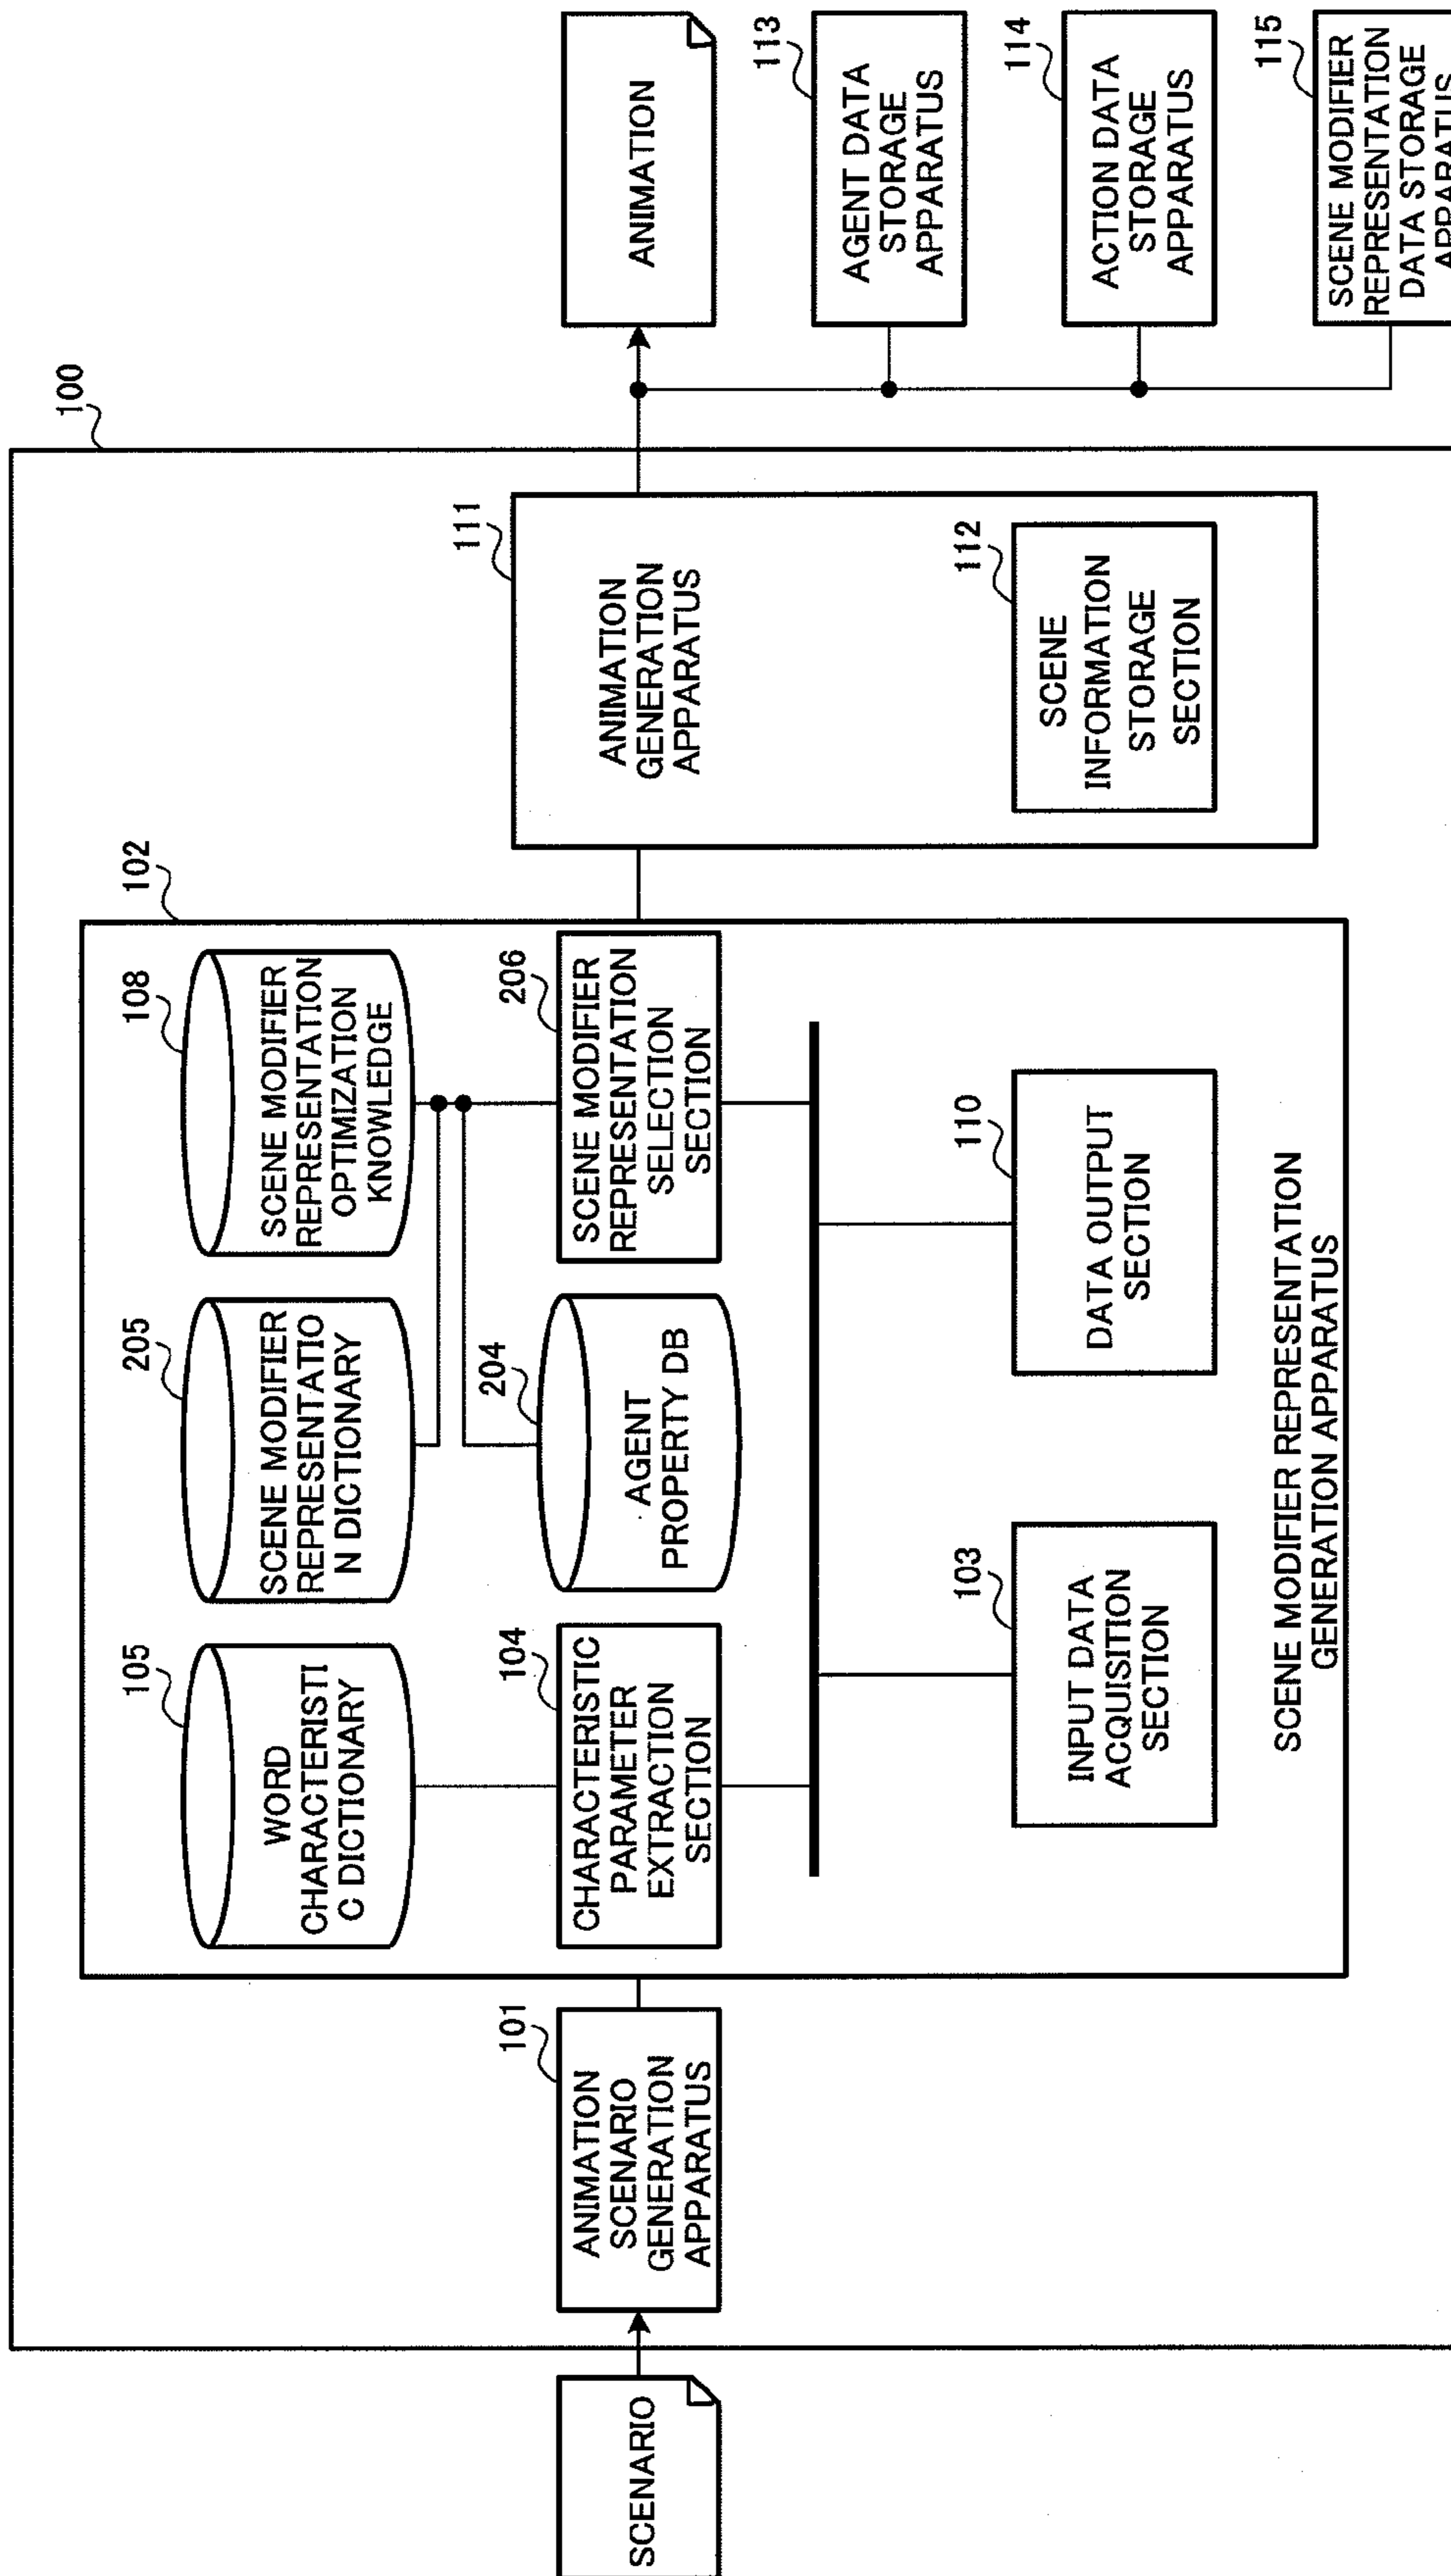 100
SCENARIO
101
ANIMATION
SCENARIO
GENERATION
APPARATUS
102
105
WORD
CHARACTERISTI
C DICTIONARY
205
SCENE MODIFIER
REPRESENTATIO
N DICTIONARY
108
SCENE MODIFIER
REPRESENTATION
OPTIMIZATION
KNOWLEDGE
104
CHARACTERISTIC
PARAMETER
EXTRACTION
SECTION
204
AGENT
PROPERTY DB
206
SCENE MODIFIER
REPRESENTATION
SELECTION
SECTION
103
INPUT DATA
ACQUISITION
SECTION
110
DATA OUTPUT
SECTION
SCENE MODIFIER REPRESENTATION
GENERATION APPARATUS
111
ANIMATION
GENERATION
APPARATUS
112
SCENE
INFORMATION
STORAGE
SECTION
ANIMATION
113
AGENT DATA
STORAGE
APPARATUS
114
ACTION DATA
STORAGE
APPARATUS
115
SCENE MODIFIER
REPRESENTATION
DATA STORAGE
APPARATUS